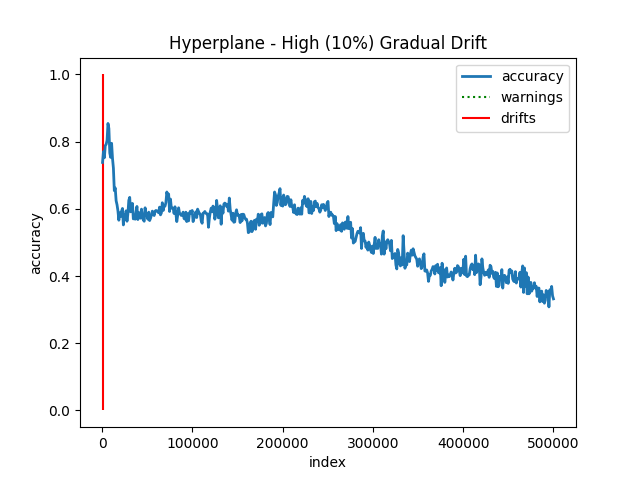 Hyperplane - High (10%) Gradual Drift
accuracy
warnings
drifts
1.0
0.8
0.6
0.4
0.2
0.0
accuracy
0
100000
200000
300000
400000
500000
index